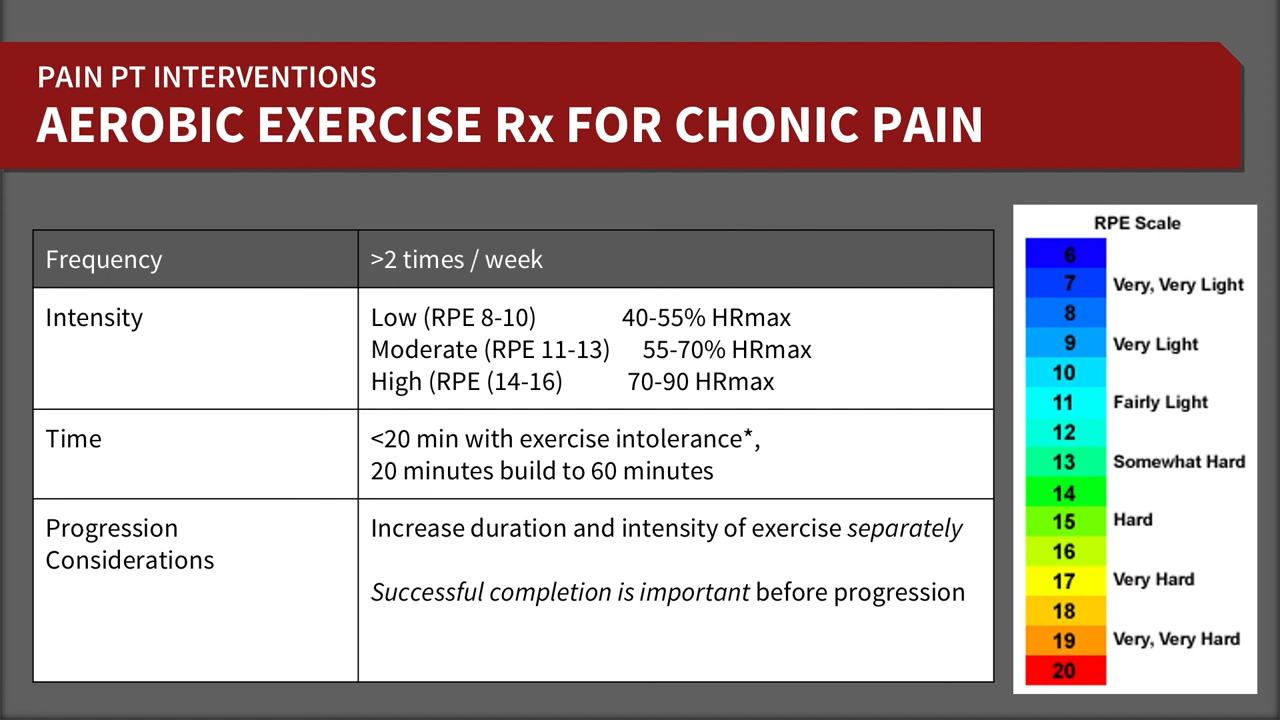 PAIN PT INTERVENTIONS
AEROBIC EXERCISE Rx FOR CHONIC PAIN
Frequency >2 times / week
Intensity Low (RPE 8-10) 40-55% HRmax
Moderate (RPE 11-13) 55-70% HRmax
High (RPE (14-16) 70-90 HRmax
Time <20 min with exercise intolerance*,
20 minutes build to 60 minutes
Progression Increase duration and intensity of exercise separately
Considerations
Successful completion is important before progression
RPE Scale
6
7 Very, Very Light
8
9 Very Light
10
11 Fairly Light
12
13 Somewhat Hard
14
15 Hard
16
17 Very Hard
18
19 Very, Very Hard
20